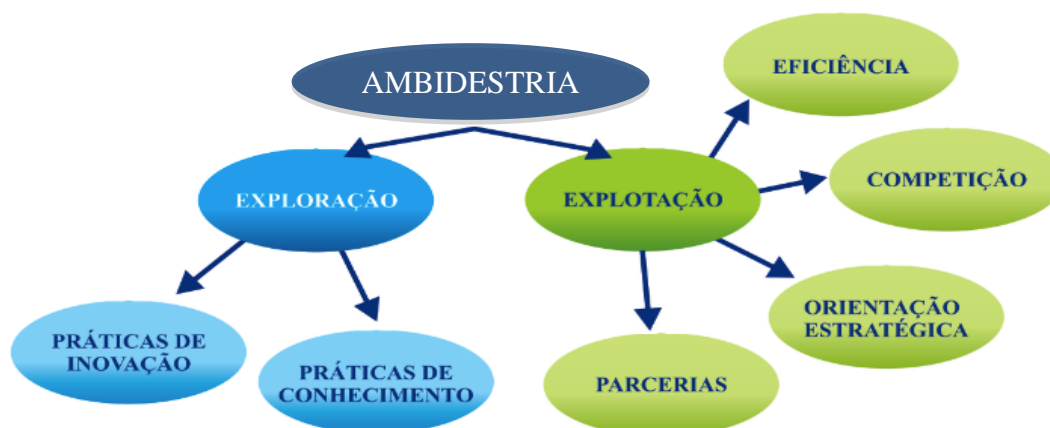 AMBIDESTRIA
EXPLORAÇÃO
PRÁTICAS DE
INOVAÇÃO
PRÁTICAS DE
CONHECIMENTO
EXPLOTAÇÃO
EFICIÊNCIA
COMPETIÇÃO
ORIENTAÇÃO
ESTRATÉGICA
PARCERIAS